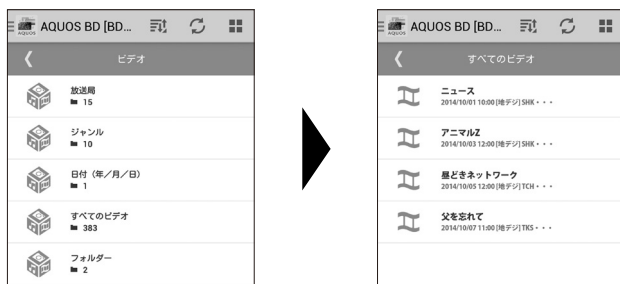 AQUOS BD [BD...
AQUOS
ビデオ
放送局
15
ジャンル
10
日付（年／月／日）
1
すべてのビデオ
383
フォルダー
2
AQUOS BD [BD...
AQUOS
すべてのビデオ
ニュース
2014/10/01 10:00 [地デジ] SHK・・・
アニマルZ
2014/10/03 12:00 [地デジ] SHK・・・
昼どきネットワーク
2014/10/05 12:00 [地デジ] TCH・・・
父を忘れて
2014/10/07 11:00 [地デジ] TKS・・・